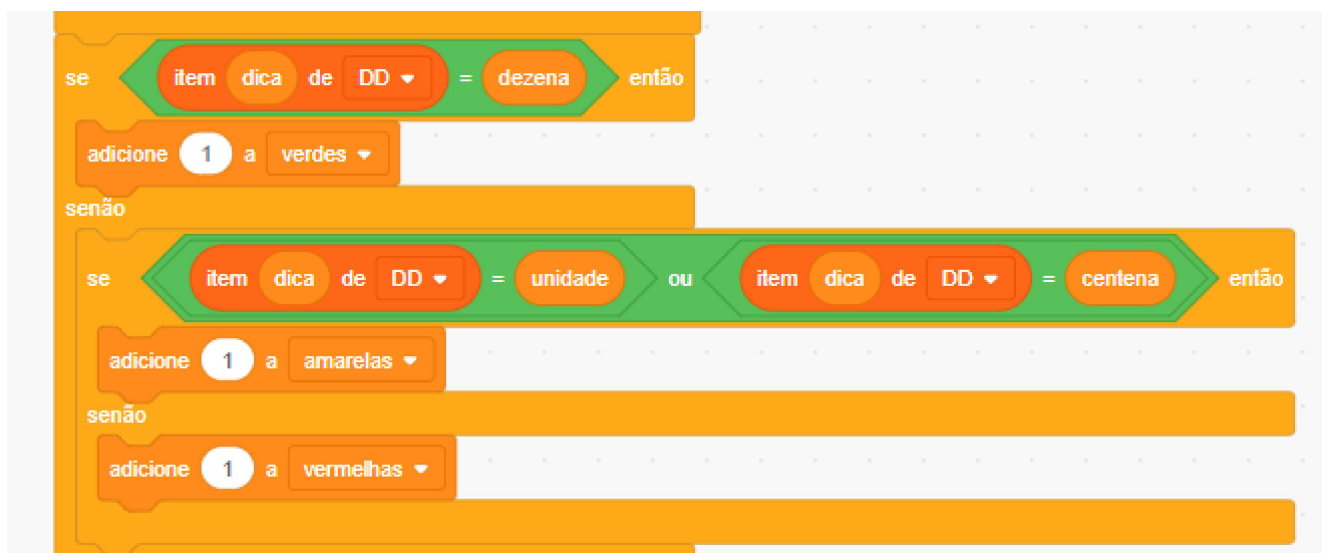 se item dica de DD = dezena então
adicione 1 a verdes
senão
se item dica de DD = unidade ou item dica de DD = centena então
adicione 1 a amarelas
senão
adicione 1 a vermelhas